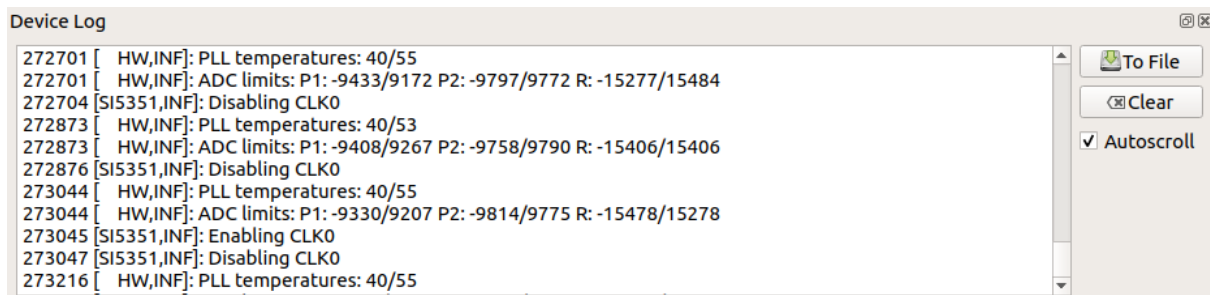 Device Log
272701 [    HW,INF]: PLL temperatures: 40/55
272701 [    HW,INF]: ADC limits: P1: -9433/9172 P2: -9797/9772 R: -15277/15484
272704 [SI5351,INF]: Disabling CLK0
272873 [    HW,INF]: PLL temperatures: 40/53
272873 [    HW,INF]: ADC limits: P1: -9408/9267 P2: -9758/9790 R: -15406/15406
272876 [SI5351,INF]: Disabling CLK0
273044 [    HW,INF]: PLL temperatures: 40/55
273044 [    HW,INF]: ADC limits: P1: -9330/9207 P2: -9814/9775 R: -15478/15278
273045 [SI5351,INF]: Enabling CLK0
273047 [SI5351,INF]: Disabling CLK0
273216 [    HW,INF]: PLL temperatures: 40/55
To File
Clear
Autoscroll